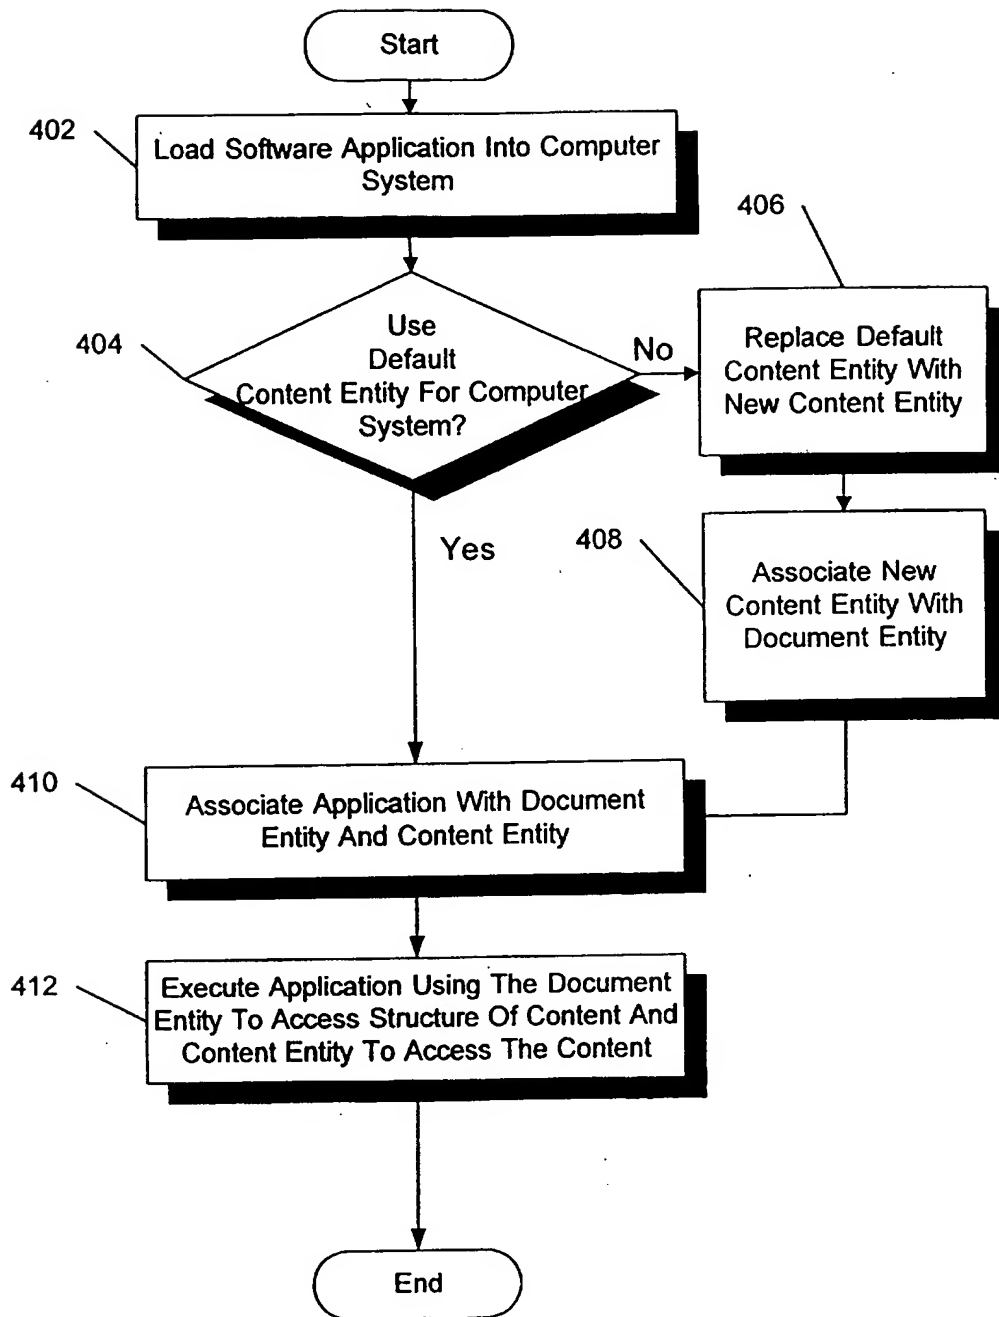 Start
402
Load Software Application Into Computer
System
406
404
Use
Default
Content Entity For Computer
System?
No
Replace Default
Content Entity With
New Content Entity
Yes
408
Associate New
Content Entity With
Document Entity
410
Associate Application With Document
Entity And Content Entity
412
Execute Application Using The Document
Entity To Access Structure Of Content And
Content Entity To Access The Content
End